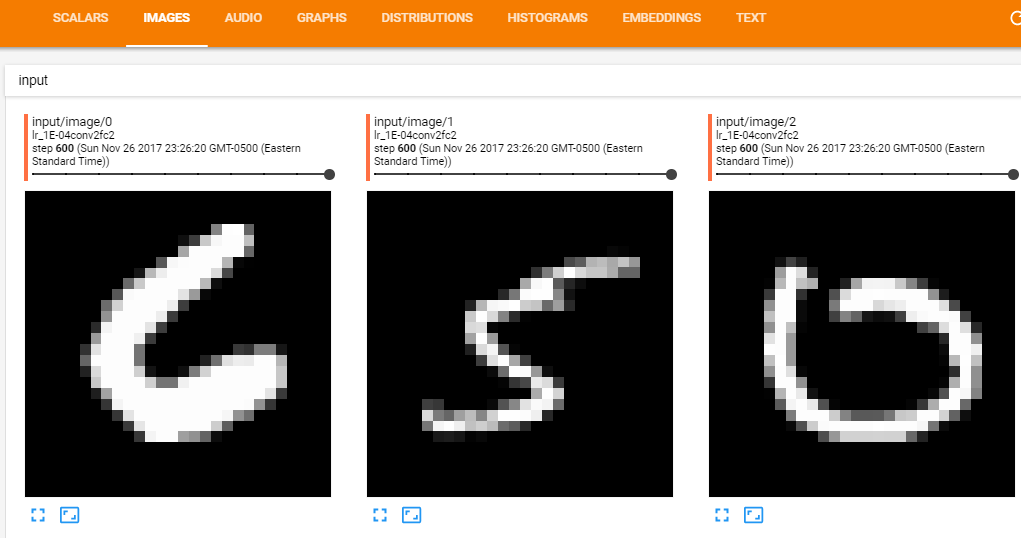 SCALARS IMAGES AUDIO GRAPHS DISTRIBUTIONS HISTOGRAMS EMBEDDINGS TEXT
input
input/image/0
lr_1E-04conv2fc2
step 600 (Sun Nov 26 2017 23:26:20 GMT-0500 (Eastern
Standard Time))
input/image/1
lr_1E-04conv2fc2
step 600 (Sun Nov 26 2017 23:26:20 GMT-0500 (Eastern
Standard Time))
input/image/2
lr_1E-04conv2fc2
step 600 (Sun Nov 26 2017 23:26:20 GMT-0500 (Eastern
Standard Time))
6 5 6